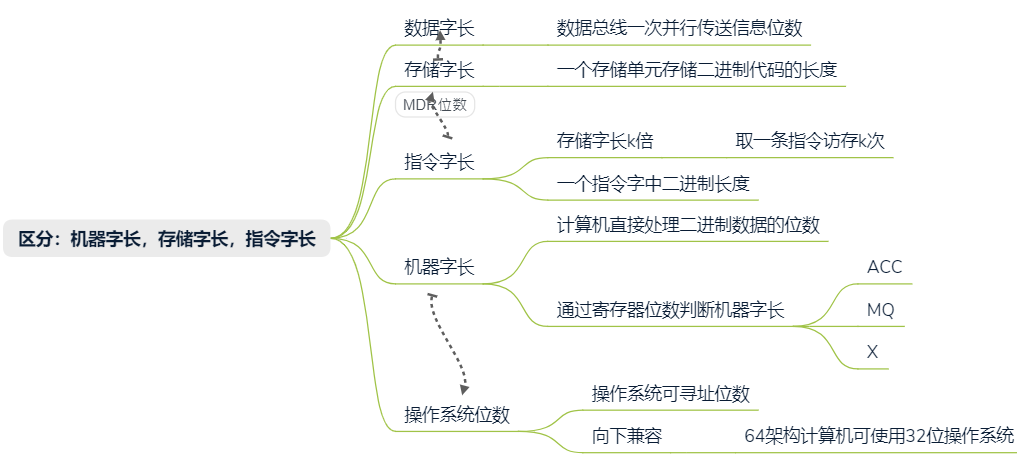 区分：机器字长，存储字长，指令字长
数据字长
数据总线一次并行传送信息位数
存储字长
一个存储单元存储二进制代码的长度
MDR位数
指令字长
存储字长k倍
取一条指令访存k次
一个指令字中二进制长度
机器字长
计算机直接处理二进制数据的位数
通过寄存器位数判断机器字长
ACC
MQ
X
操作系统位数
操作系统可寻址位数
向下兼容
64架构计算机可使用32位操作系统